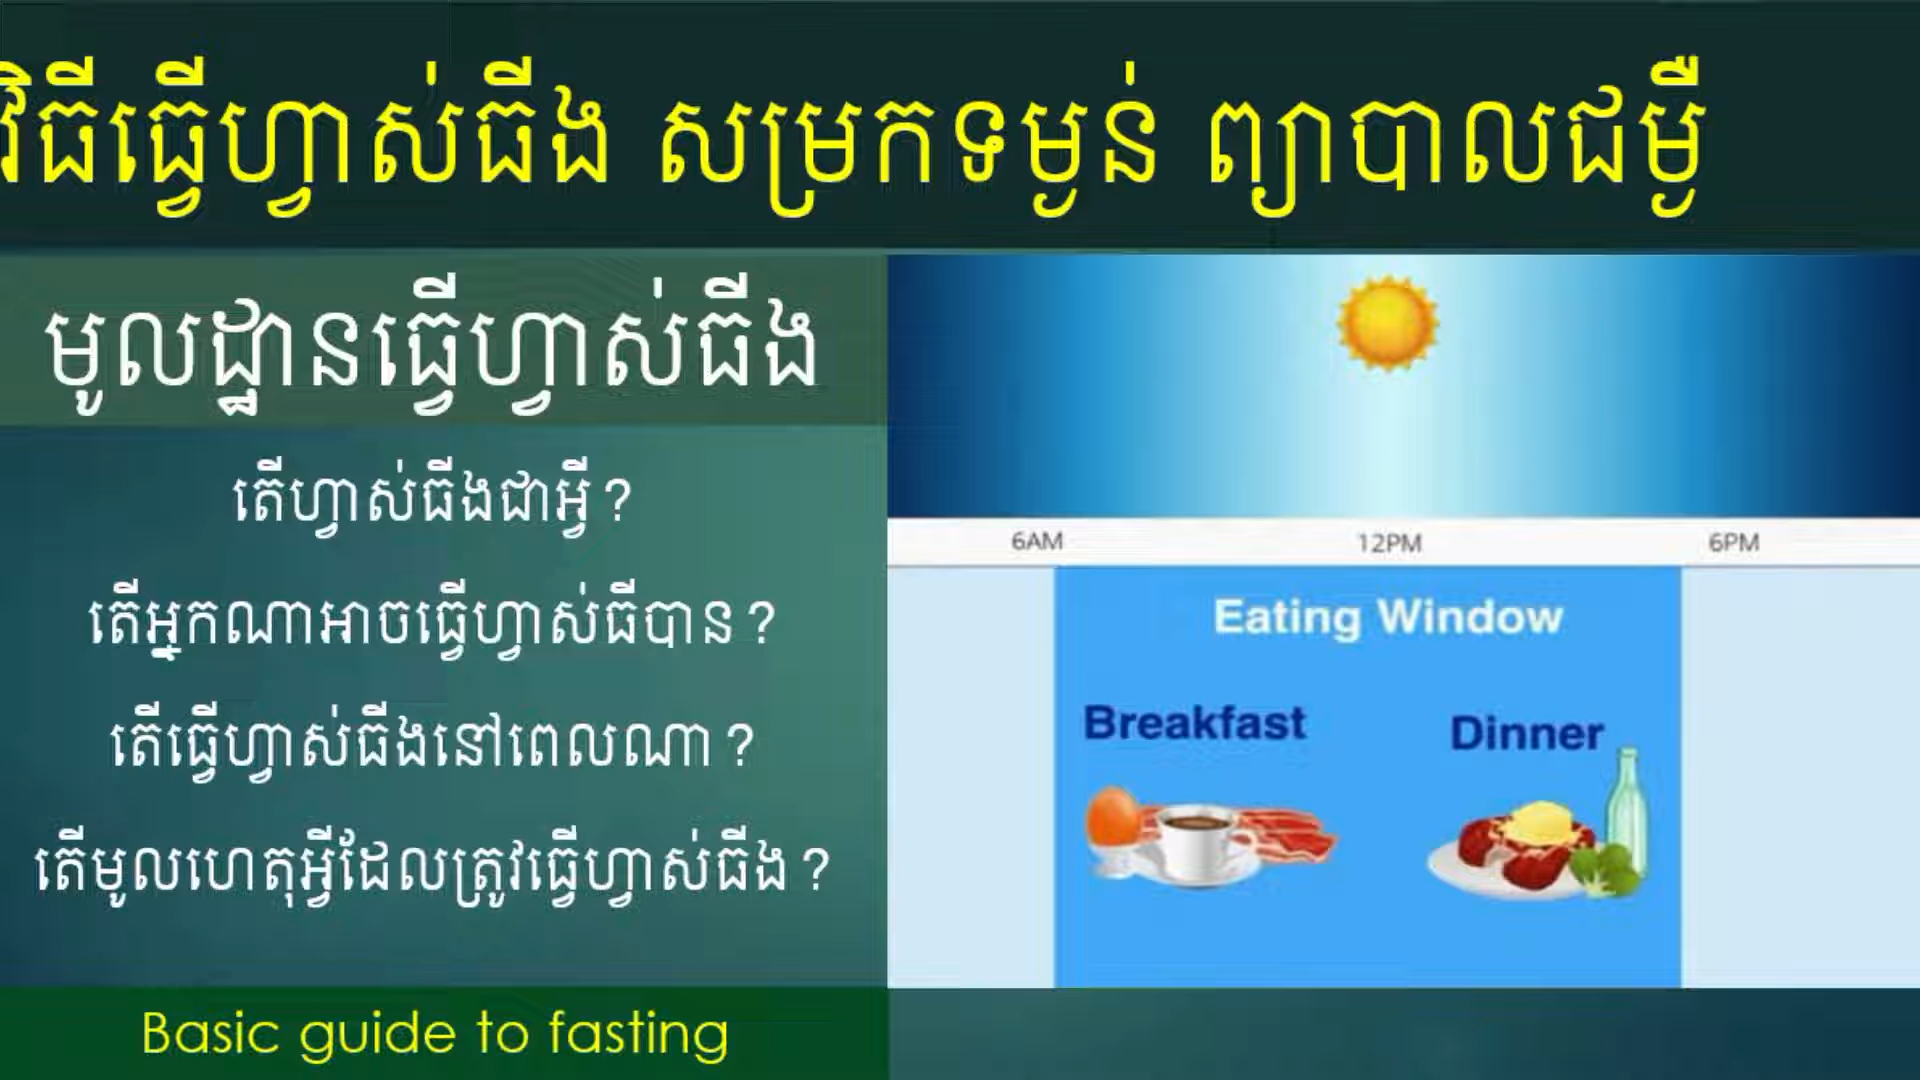 វិធីធ្វើហ្វាស់ធីង សម្រកទម្ងន់ ព្យាបាលជម្ងឺ
មូលដ្ឋានធ្វើហ្វាស់ធីង
តើហ្វាស់ធីងជាអ្វី?
តើអ្នកណាអាចធ្វើហ្វាស់ធីបាន?
តើធ្វើហ្វាស់ធីងនៅពេលណា?
តើមូលហេតុអ្វីដែលត្រូវធ្វើហ្វាស់ធីង?
Basic guide to fasting
6AM 12PM 6PM
Eating Window
Breakfast Dinner